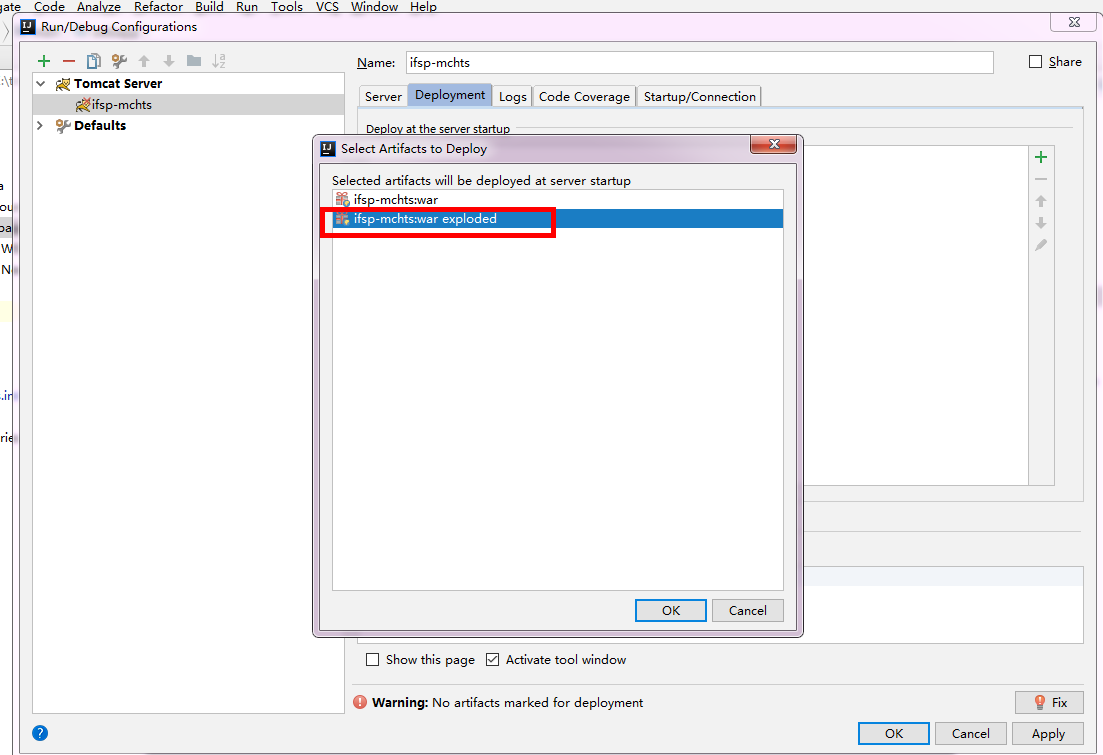 gate Code Analyze Refactor Build Run Tools VCS Window Help
Run/Debug Configurations
Tomcat Server
ifsp-mchts
Defaults
Name: ifsp-mchts
Share
Server Deployment Logs Code Coverage Startup/Connection
Deploy at the server startup
Select Artifacts to Deploy
Selected artifacts will be deployed at server startup
ifsp-mchts:war
ifsp-mchts:war exploded
OK Cancel
Show this page Activate tool window
Warning: No artifacts marked for deployment
Fix
OK Cancel Apply